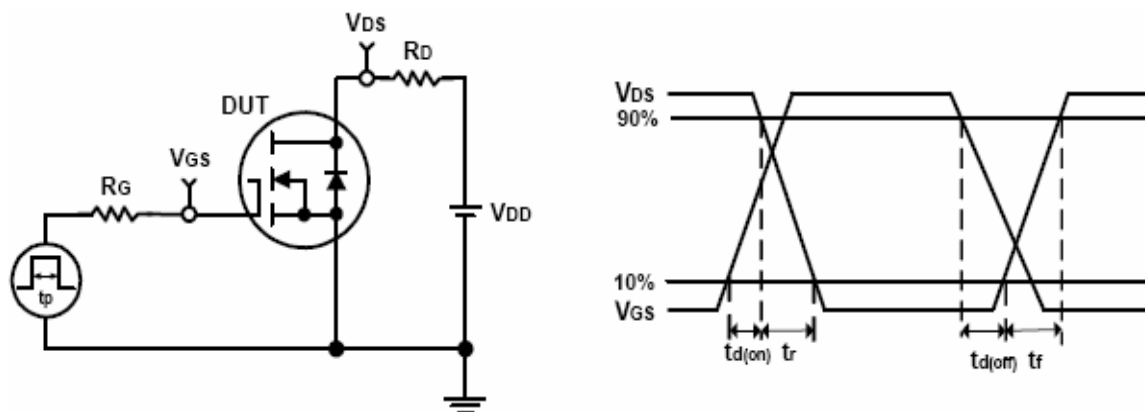 VDS
RD
DUT
VGS
RG
VDD
tp
VDS
90%
10%
VGS
td(on) tr
td(off) tf